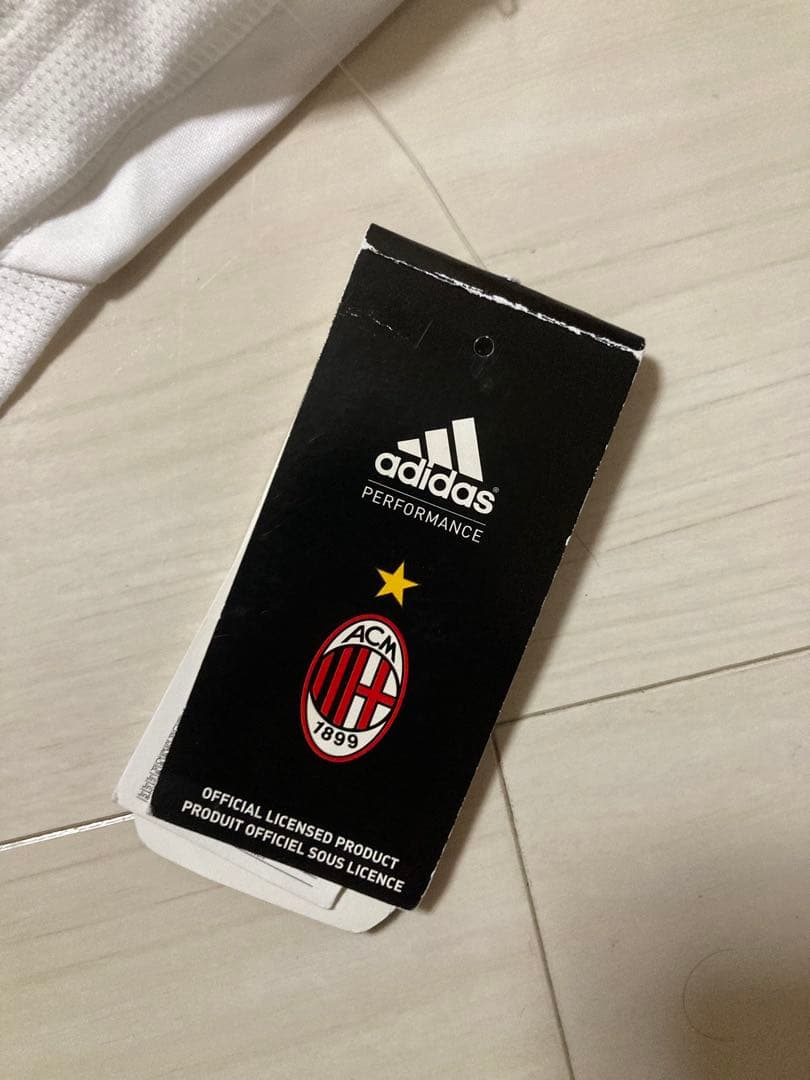 adidas
PERFORMANCE
ACM
1899
OFFICIAL LICENSED PRODUCT
PRODUIT OFFICIEL SOUS LICENCE